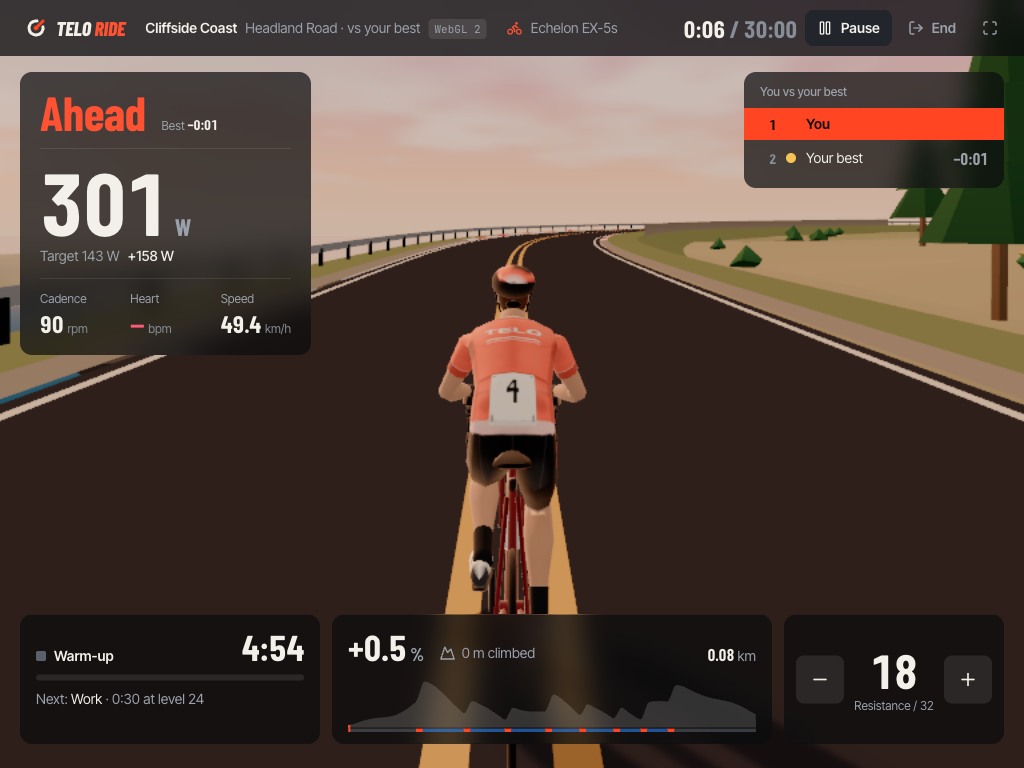 TELO RIDE Cliffside Coast Headland Road · vs your best WebGL 2 Echelon EX-5s 0:06 / 30:00 Pause End
Ahead Best −0:01
301 W
Target 143 W +158 W
Cadence Heart Speed
90 rpm — bpm 49.4 km/h
You vs your best
1 You
2 Your best −0:01
TELO
4
Warm-up 4:54
Next: Work · 0:30 at level 24
+0.5 % 0 m climbed 0.08 km
− 18 +
Resistance / 32